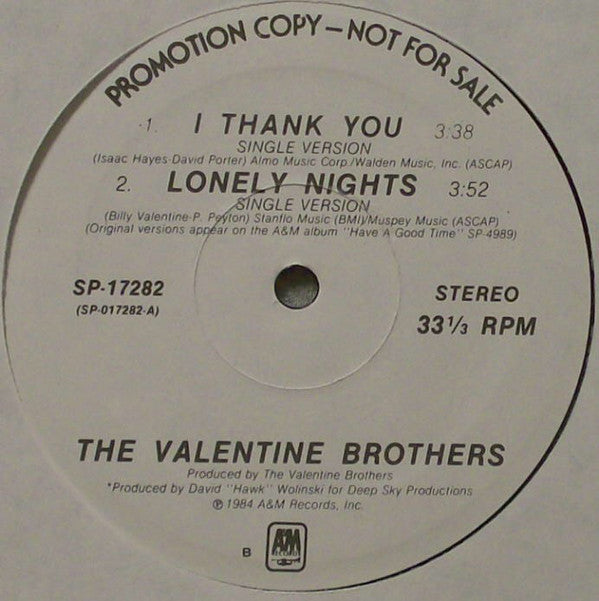 PROMOTION COPY — NOT FOR SALE
1. I THANK YOU 3:38
SINGLE VERSION
(Isaac Hayes-David Porter) Almo Music Corp./Walden Music, Inc. (ASCAP)
2. LONELY NIGHTS 3:52
SINGLE VERSION
(Billy Valentine-P. Peyton) Stanflo Music (BMI)/Muspey Music (ASCAP)
(Original versions appear on the A&M album "Have A Good Time" SP-4989)
SP-17282
(SP-017282-A)
STEREO
33⅓ RPM
THE VALENTINE BROTHERS
Produced by The Valentine Brothers
*Produced by David "Hawk" Wolinski for Deep Sky Productions
℗ 1984 A&M Records, Inc.
B
A&M
RECORDS